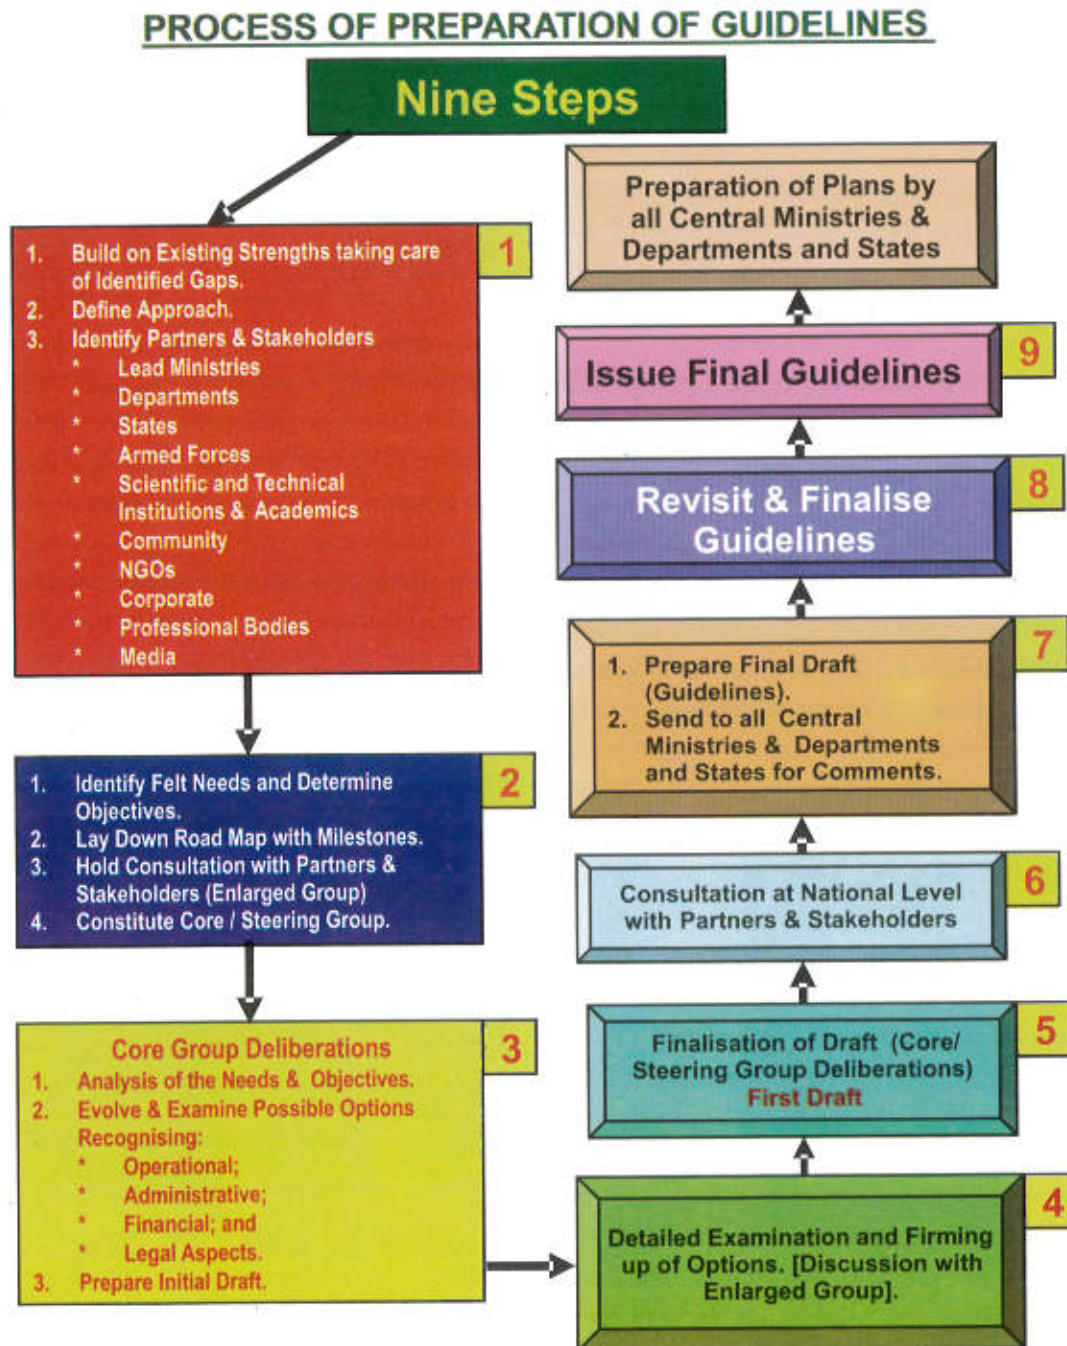 PROCESS OF PREPARATION OF GUIDELINES
Nine Steps
1
1. Build on Existing Strengths taking care
of Identified Gaps.
2. Define Approach.
3. Identify Partners & Stakeholders
* Lead Ministries
* Departments
* States
* Armed Forces
* Scientific and Technical
Institutions & Academics
* Community
* NGOs
* Corporate
* Professional Bodies
* Media
2
1. Identify Felt Needs and Determine
Objectives.
2. Lay Down Road Map with Milestones.
3. Hold Consultation with Partners &
Stakeholders (Enlarged Group)
4. Constitute Core / Steering Group.
3
Core Group Deliberations
1. Analysis of the Needs & Objectives.
2. Evolve & Examine Possible Options
Recognising:
* Operational;
* Administrative;
* Financial; and
* Legal Aspects.
3. Prepare Initial Draft.
4
Detailed Examination and Firming
up of Options. [Discussion with
Enlarged Group].
5
Finalisation of Draft (Core/
Steering Group Deliberations)
First Draft
6
Consultation at National Level
with Partners & Stakeholders
7
1. Prepare Final Draft
(Guidelines).
2. Send to all Central
Ministries & Departments
and States for Comments.
8
Revisit & Finalise
Guidelines
9
Issue Final Guidelines
Preparation of Plans by
all Central Ministries &
Departments and States